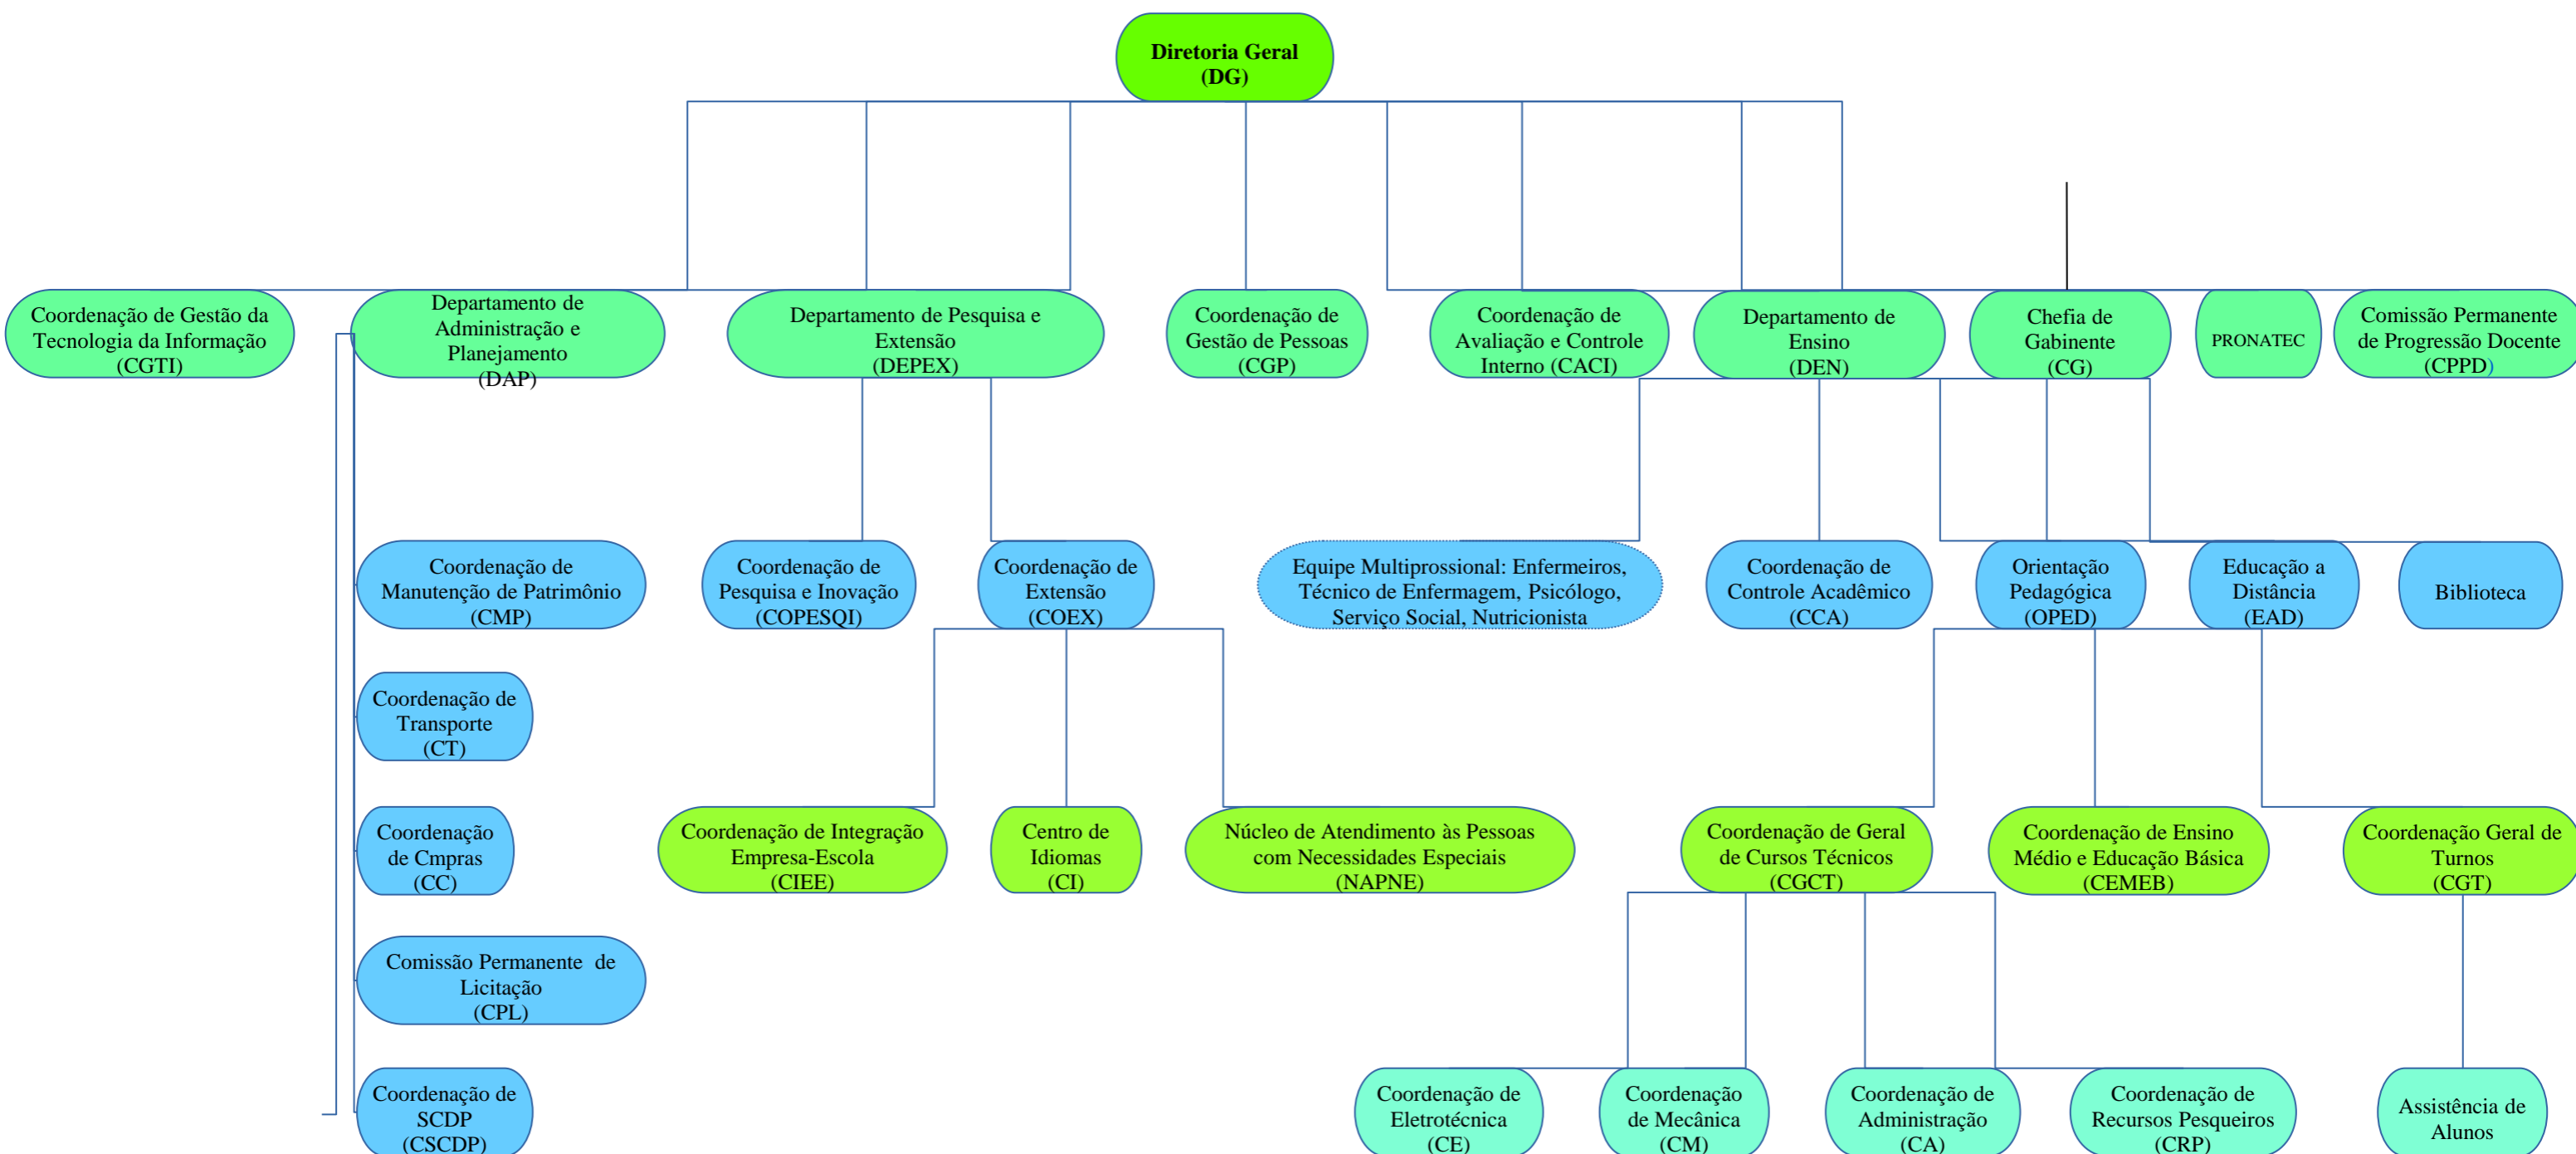 Diretoria Geral
(DG)
Coordenação de Gestão da
Tecnologia da Informação
(CGTI)
Departamento de
Administração e
Planejamento
(DAP)
Departamento de Pesquisa e
Extensão
(DEPEX)
Coordenação de
Gestão de Pessoas
(CGP)
Coordenação de
Avaliação e Controle
Interno (CACI)
Departamento de
Ensino
(DEN)
Chefia de
Gabinente
(CG)
PRONATEC
Comissão Permanente
de Progressão Docente
(CPPD)
Coordenação de
Manutenção de Patrimônio
(CMP)
Coordenação de
Pesquisa e Inovação
(COPESQI)
Coordenação de
Extensão
(COEX)
Equipe Multiprossional: Enfermeiros,
Técnico de Enfermagem, Psicólogo,
Serviço Social, Nutricionista
Coordenação de
Controle Acadêmico
(CCA)
Orientação
Pedagógica
(OPED)
Educação a
Distância
(EAD)
Biblioteca
Coordenação de
Transporte
(CT)
Coordenação
de Cmpras
(CC)
Coordenação de Integração
Empresa-Escola
(CIEE)
Centro de
Idiomas
(CI)
Núcleo de Atendimento às Pessoas
com Necessidades Especiais
(NAPNE)
Coordenação de Geral
de Cursos Técnicos
(CGCT)
Coordenação de Ensino
Médio e Educação Básica
(CEMEB)
Coordenação Geral de
Turnos
(CGT)
Comissão Permanente de
Licitação
(CPL)
Coordenação de
SCDP
(CSCDP)
Coordenação de
Eletrotécnica
(CE)
Coordenação
de Mecânica
(CM)
Coordenação de
Administração
(CA)
Coordenação de
Recursos Pesqueiros
(CRP)
Assistência de
Alunos